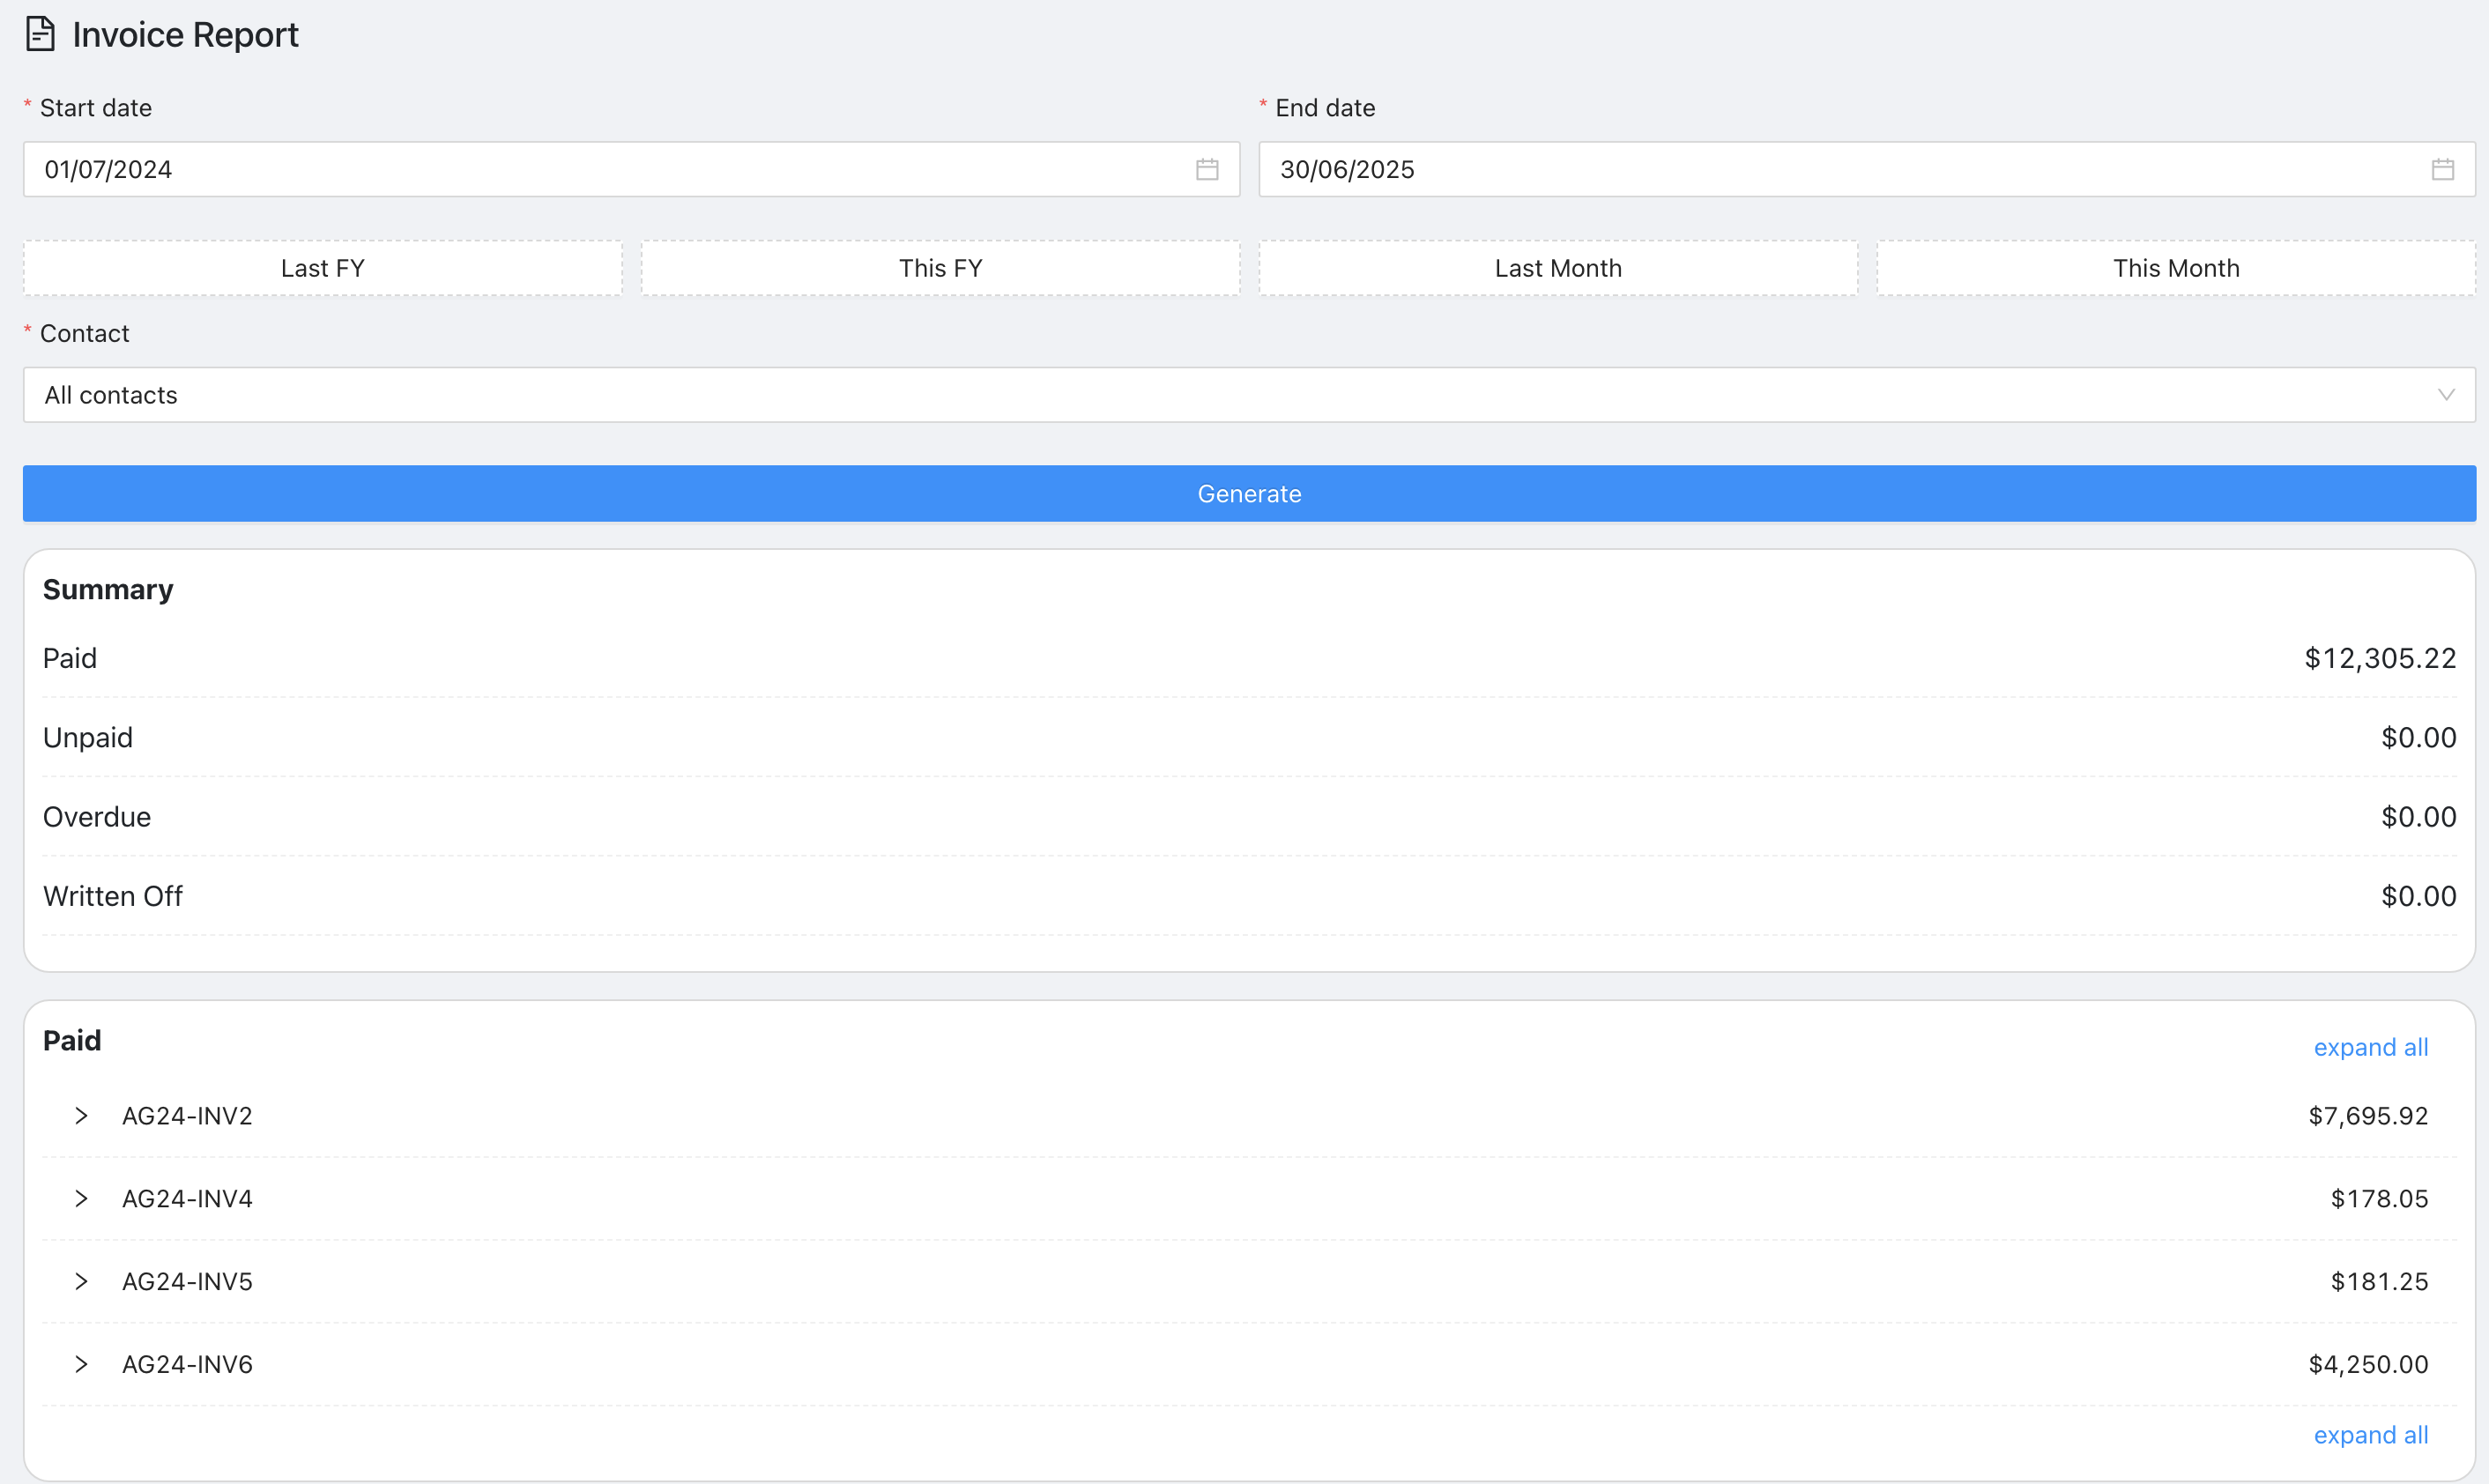 Invoice Report
* Start date
* End date
01/07/2024
30/06/2025
Last FY
This FY
Last Month
This Month
* Contact
All contacts
Generate
Summary
Paid $12,305.22
Unpaid $0.00
Overdue $0.00
Written Off $0.00
Paid
expand all
AG24-INV2 $7,695.92
AG24-INV4 $178.05
AG24-INV5 $181.25
AG24-INV6 $4,250.00
expand all